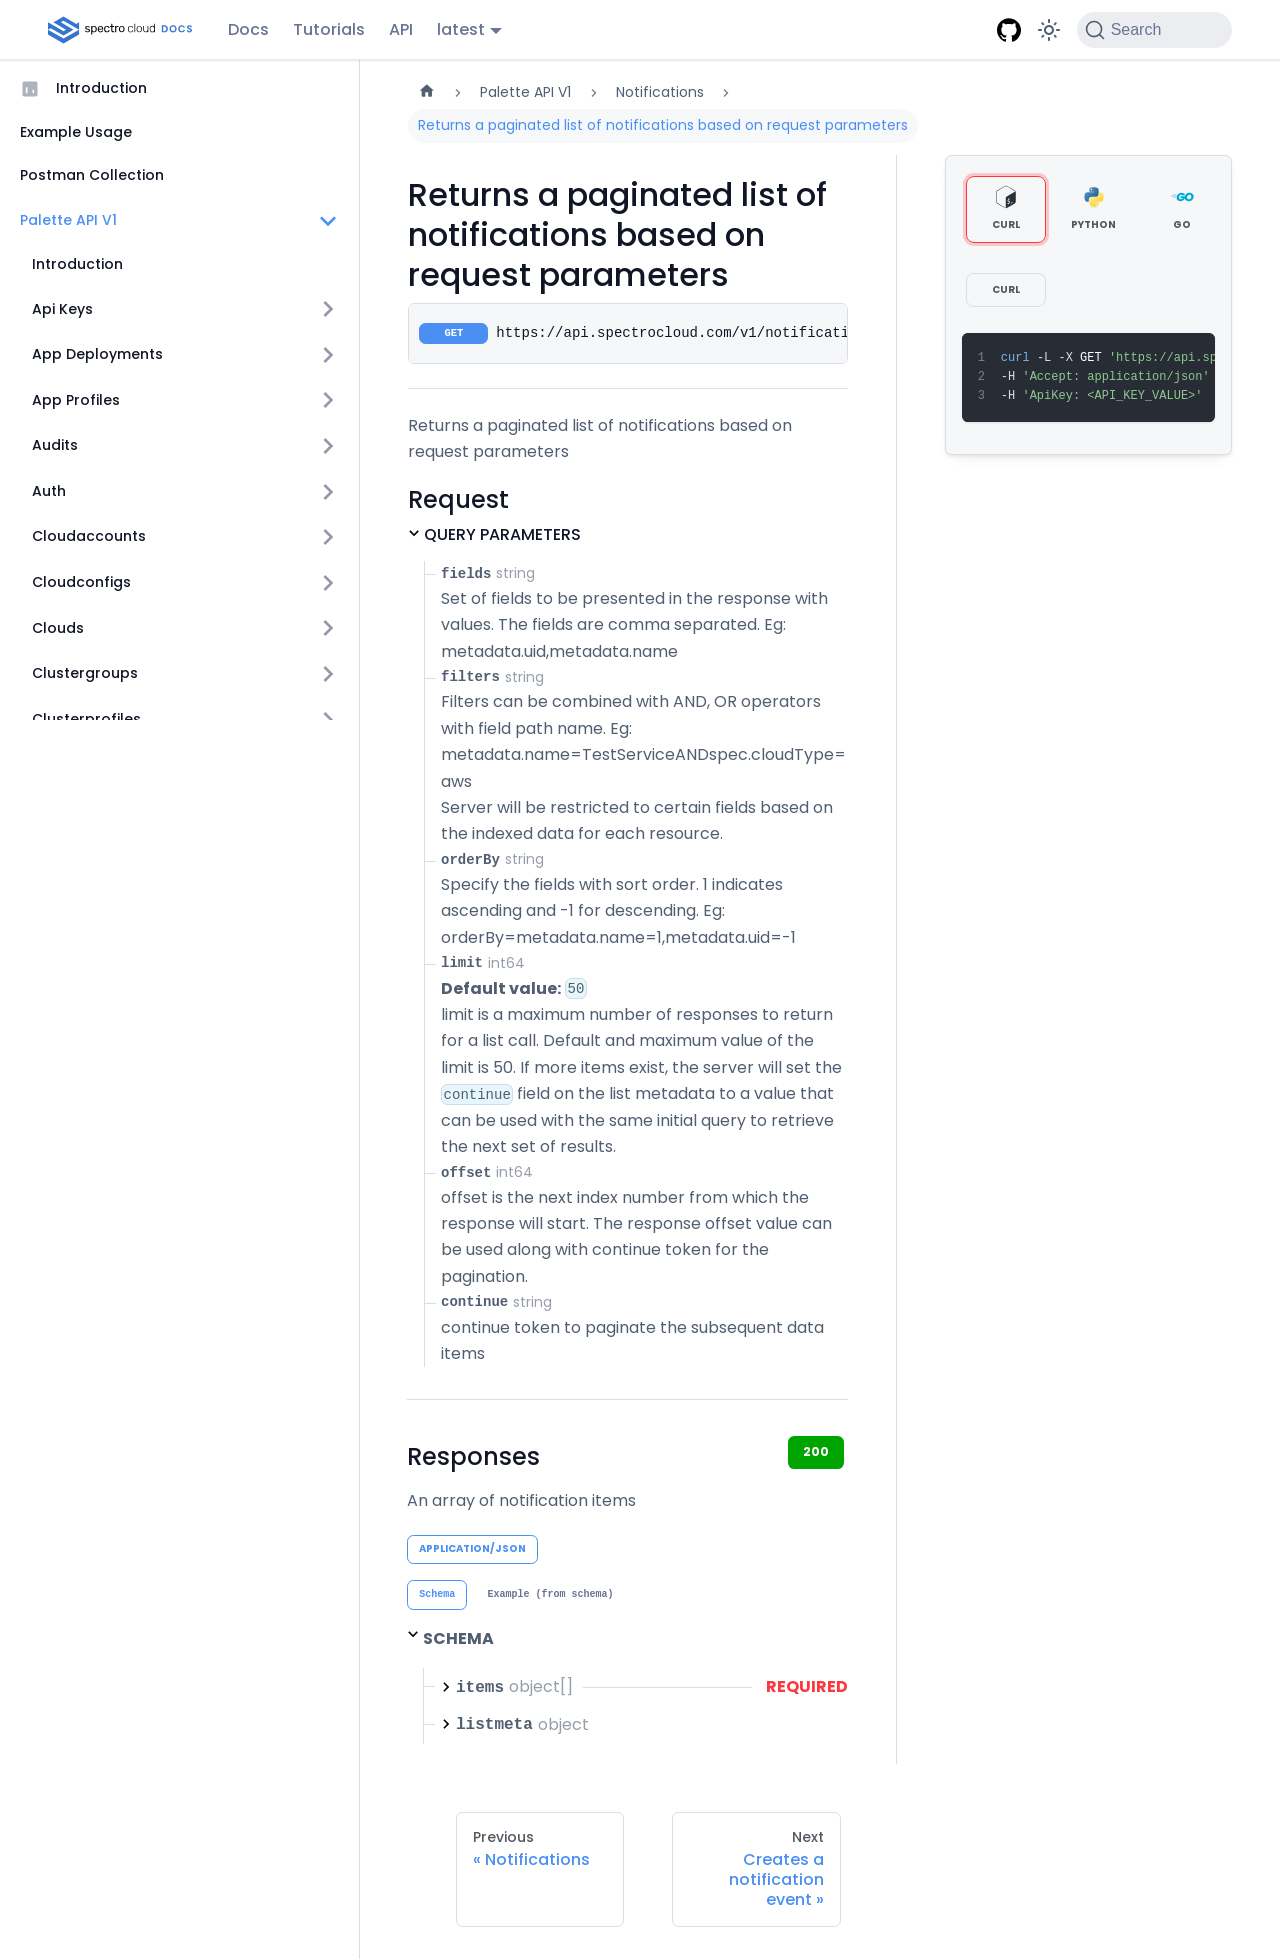 spectro cloud DOCS
Docs
Tutorials
API
latest
Search
Introduction
Example Usage
Postman Collection
Palette API V1
Introduction
Api Keys
App Deployments
App Profiles
Audits
Auth
Cloudaccounts
Cloudconfigs
Clouds
Clustergroups
Clusterprofiles
Palette API V1
Notifications
Returns a paginated list of notifications based on request parameters
Returns a paginated list of
notifications based on
request parameters
GET https://api.spectrocloud.com/v1/notificati
Returns a paginated list of notifications based on
request parameters
Request
QUERY PARAMETERS
fields string
Set of fields to be presented in the response with
values. The fields are comma separated. Eg:
metadata.uid,metadata.name
filters string
Filters can be combined with AND, OR operators
with field path name. Eg:
metadata.name=TestServiceANDspec.cloudType=
aws
Server will be restricted to certain fields based on
the indexed data for each resource.
orderBy string
Specify the fields with sort order. 1 indicates
ascending and -1 for descending. Eg:
orderBy=metadata.name=1,metadata.uid=-1
limit int64
Default value: 50
limit is a maximum number of responses to return
for a list call. Default and maximum value of the
limit is 50. If more items exist, the server will set the
continue field on the list metadata to a value that
can be used with the same initial query to retrieve
the next set of results.
offset int64
offset is the next index number from which the
response will start. The response offset value can
be used along with continue token for the
pagination.
continue string
continue token to paginate the subsequent data
items
Responses
200
An array of notification items
APPLICATION/JSON
Schema
Example (from schema)
SCHEMA
items object[] REQUIRED
listmeta object
Previous
« Notifications
Next
Creates a
notification
event »
CURL
PYTHON
GO
CURL
1 curl -L -X GET 'https://api.sp
2 -H 'Accept: application/json'
3 -H 'ApiKey: <API_KEY_VALUE>'